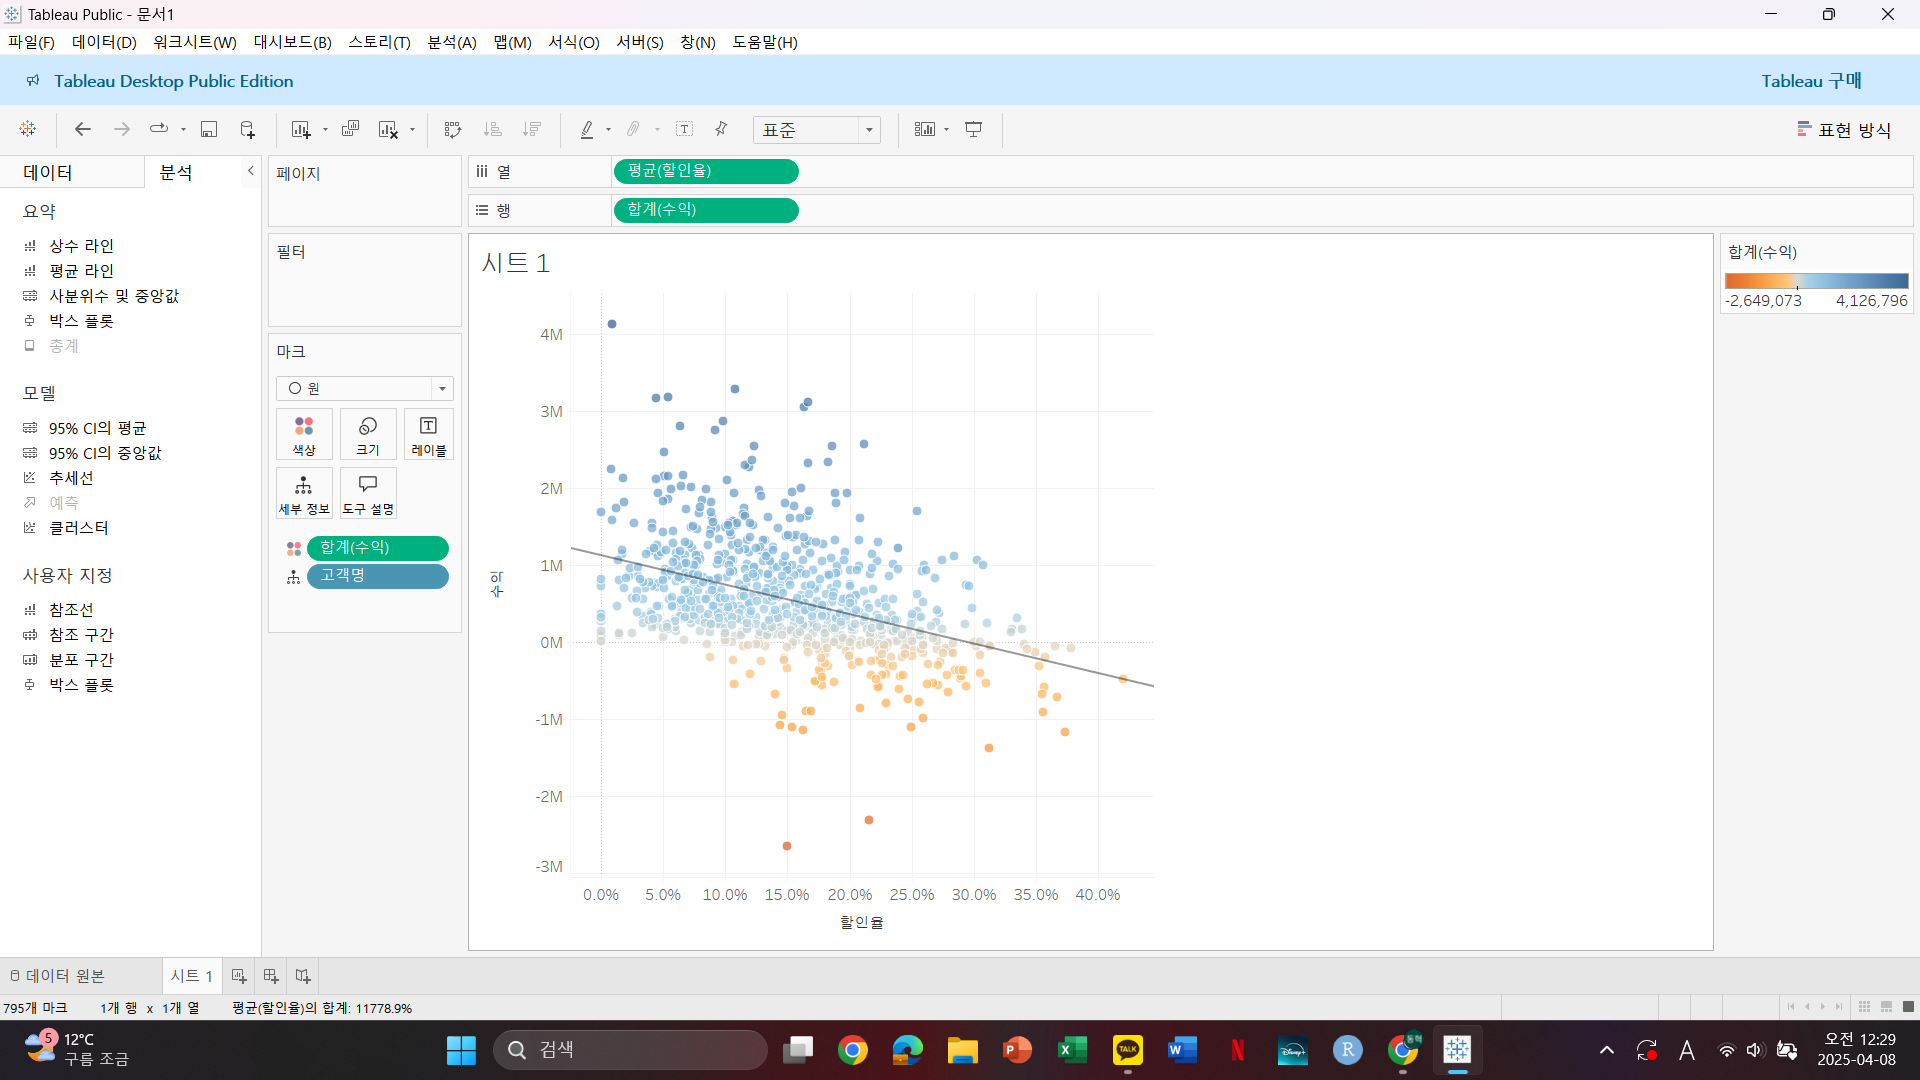 Tableau Public - 문서1
파일(F) 데이터(D) 워크시트(W) 대시보드(B) 스토리(T) 분석(A) 맵(M) 서식(O) 서버(S) 창(N) 도움말(H)
Tableau Desktop Public Edition
Tableau 구매
표준
표현 방식
데이터
분석
요약
상수 라인
평균 라인
사분위수 및 중앙값
박스 플롯
총계
모델
95% CI의 평균
95% CI의 중앙값
추세선
예측
클러스터
사용자 지정
참조선
참조 구간
분포 구간
박스 플롯
페이지
필터
마크
원
색상
크기
레이블
세부 정보
도구 설명
합계(수익)
고객명
열
평균(할인율)
행
합계(수익)
시트 1
4M
3M
2M
1M
0M
-1M
-2M
-3M
수익
0.0% 5.0% 10.0% 15.0% 20.0% 25.0% 30.0% 35.0% 40.0%
할인율
합계(수익)
-2,649,073 4,126,796
데이터 원본
시트 1
795개 마크 1개 행 x 1개 열 평균(할인율)의 합계: 11778.9%
5
12°C
구름 조금
검색
P
X
TALK
W
N
Disney+
R
동혁
A
오전 12:29
2025-04-08